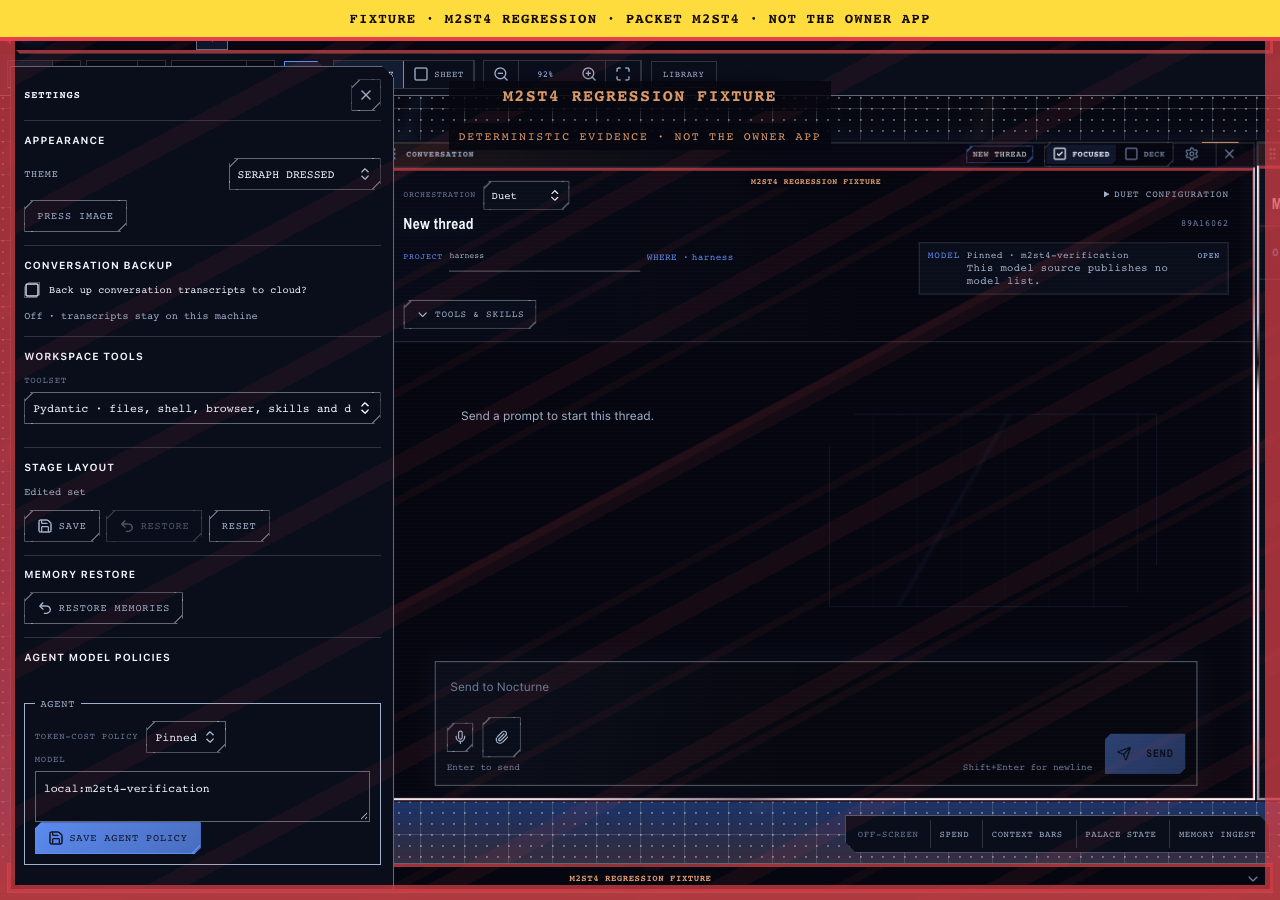 FIXTURE · M2ST4 REGRESSION · PACKET M2ST4 · NOT THE OWNER APP
SHEET
92%
LIBRARY
SETTINGS
M2ST4 REGRESSION FIXTURE
DETERMINISTIC EVIDENCE · NOT THE OWNER APP
APPEARANCE
THEME
SERAPH DRESSED
PRESS IMAGE
CONVERSATION BACKUP
Back up conversation transcripts to cloud?
Off · transcripts stay on this machine
WORKSPACE TOOLS
TOOLSET
Pydantic · files, shell, browser, skills and d
STAGE LAYOUT
Edited set
SAVE
RESTORE
RESET
MEMORY RESTORE
RESTORE MEMORIES
AGENT MODEL POLICIES
AGENT
TOKEN-COST POLICY
Pinned
MODEL
local:m2st4-verification
SAVE AGENT POLICY
CONVERSATION
NEW THREAD
FOCUSED
DECK
M2ST4 REGRESSION FIXTURE
ORCHESTRATION
Duet
DUET CONFIGURATION
New thread
89A16062
PROJECT
harness
WHERE · harness
MODEL
Pinned · m2st4-verification
OPEN
This model source publishes no
model list.
TOOLS & SKILLS
Send a prompt to start this thread.
Send to Nocturne
Enter to send
Shift+Enter for newline
SEND
OFF-SCREEN
SPEND
CONTEXT BARS
PALACE STATE
MEMORY INGEST
M2ST4 REGRESSION FIXTURE